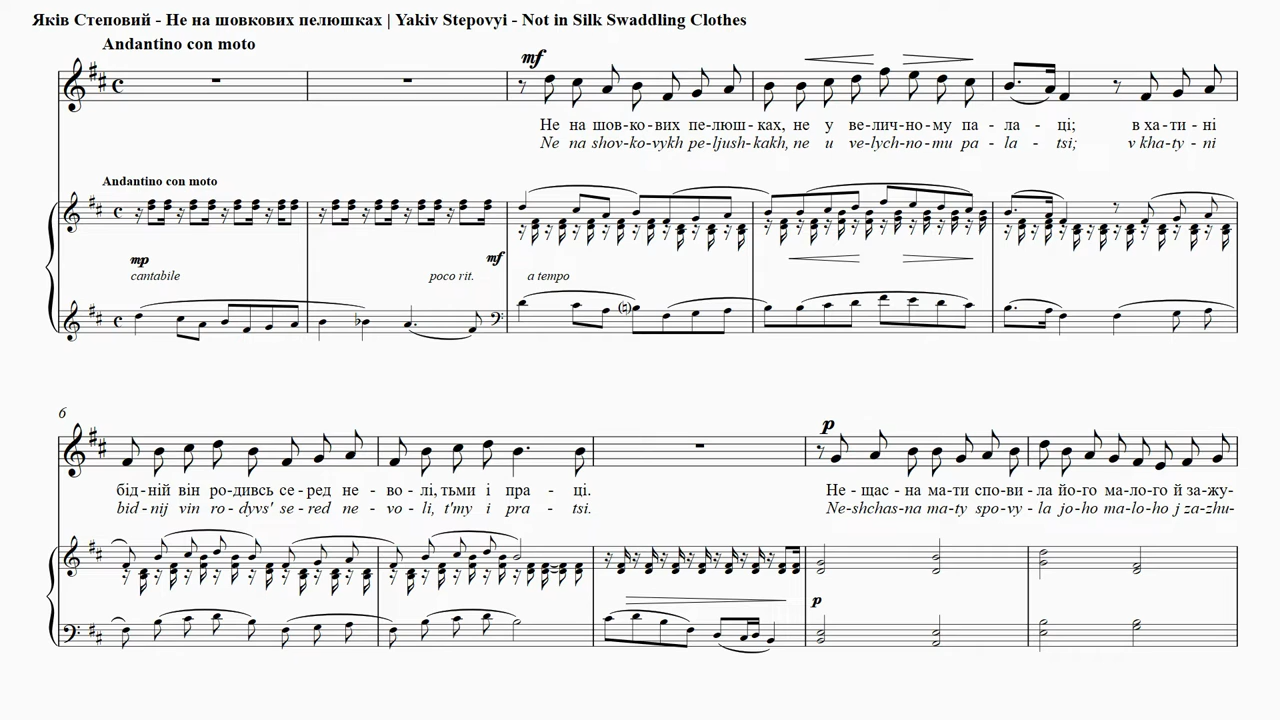 Яків Степовий - Не на шовкових пелюшках | Yakiv Stepovyi - Not in Silk Swaddling Clothes
Andantino con moto
mf
Не на шов-ко-вих пе-люш-ках, не у ве-лич-но-му па - ла - ці; в ха-ти-ні
Ne na shov-ko-vykh pe-ljush-kakh, ne u ve-lych-no-mu pa - la - tsi; v kha-ty-ni
Andantino con moto
mp mf
cantabile poco rit. a tempo
6
p
бід-ній він ро-дивсь се-ред не - во - лі, тьми і пра - ці. Не-щас-на ма-ти спо-ви-ла його ма-ло-го й за-жу-
bid-nij vin ro-dyvs' se-red ne - vo - li, t'my i pra - tsi. Ne-shchas-na ma-ty spo-vy-la jo-ho ma-lo-ho j za-zhu-
p